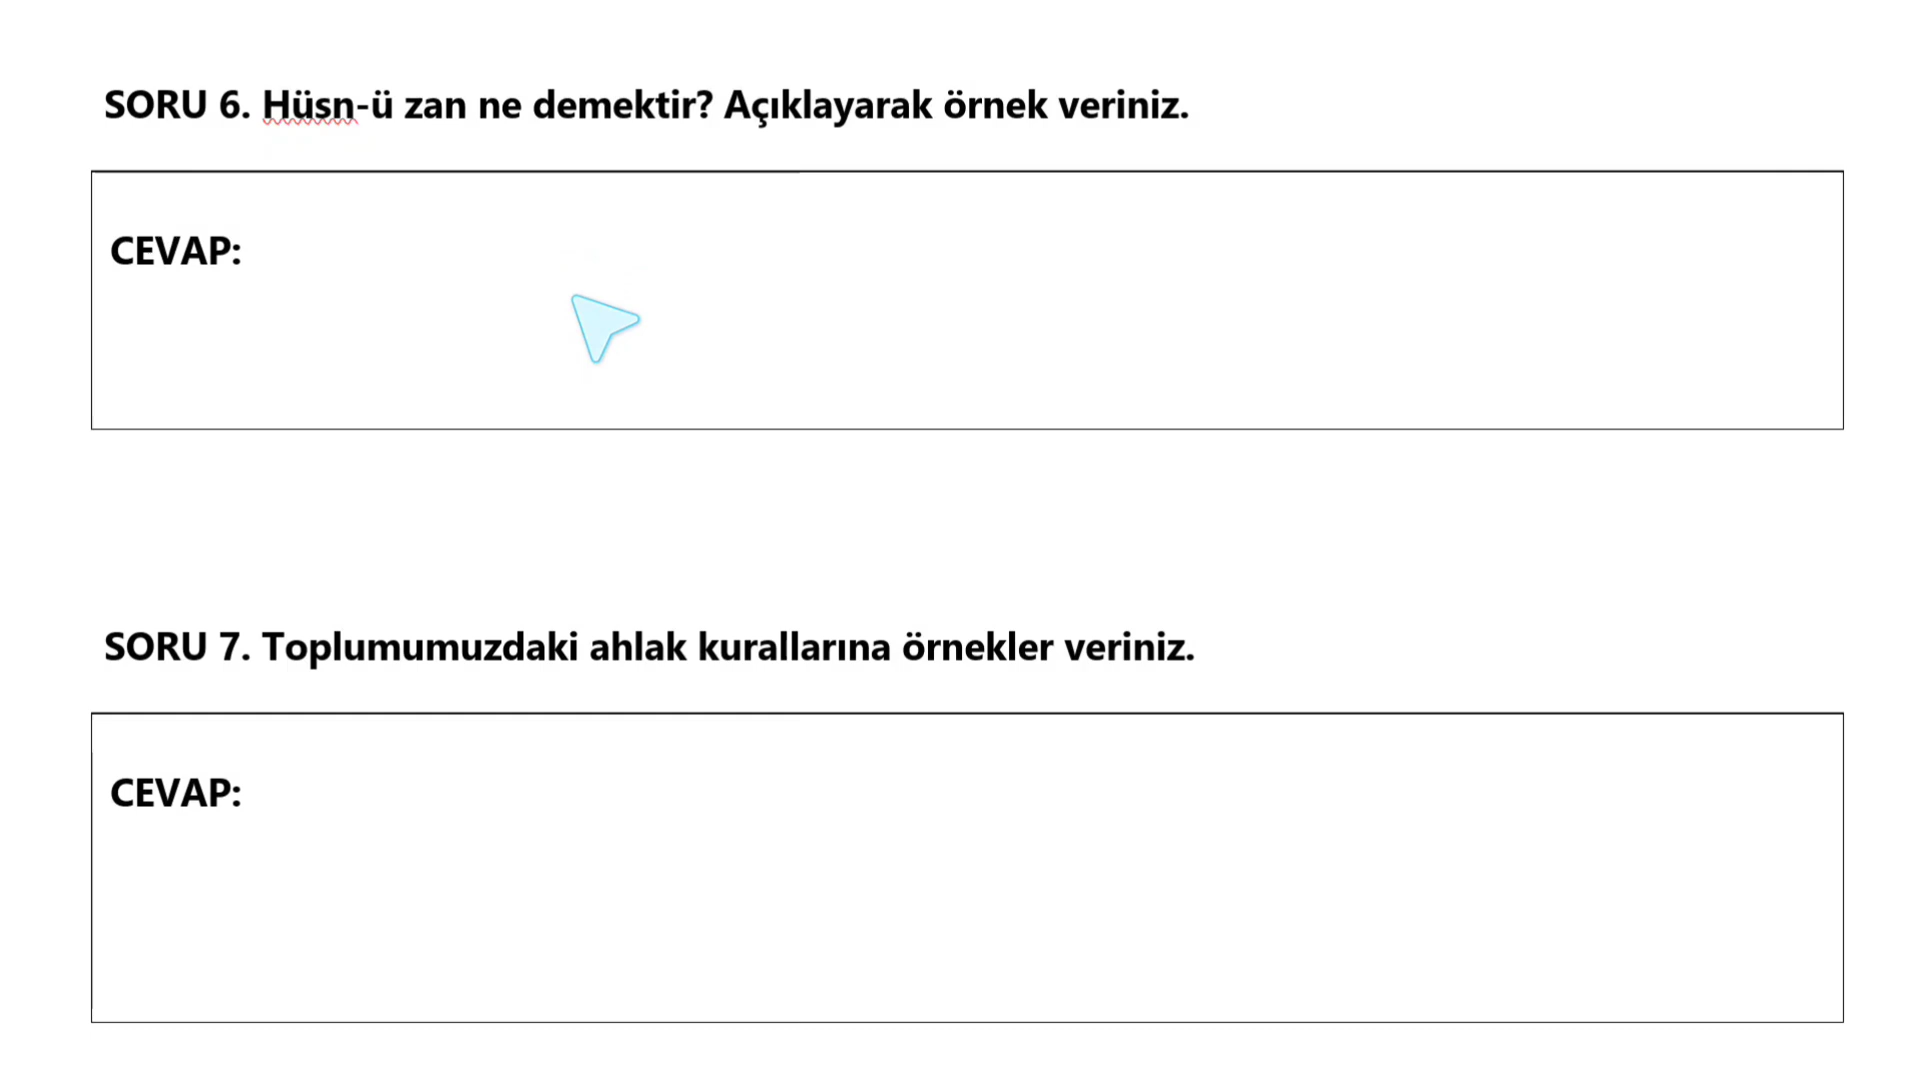 SORU 6. Hüsn-ü zan ne demektir? Açıklayarak örnek veriniz.
CEVAP:
SORU 7. Toplumumuzdaki ahlak kurallarına örnekler veriniz.
CEVAP: